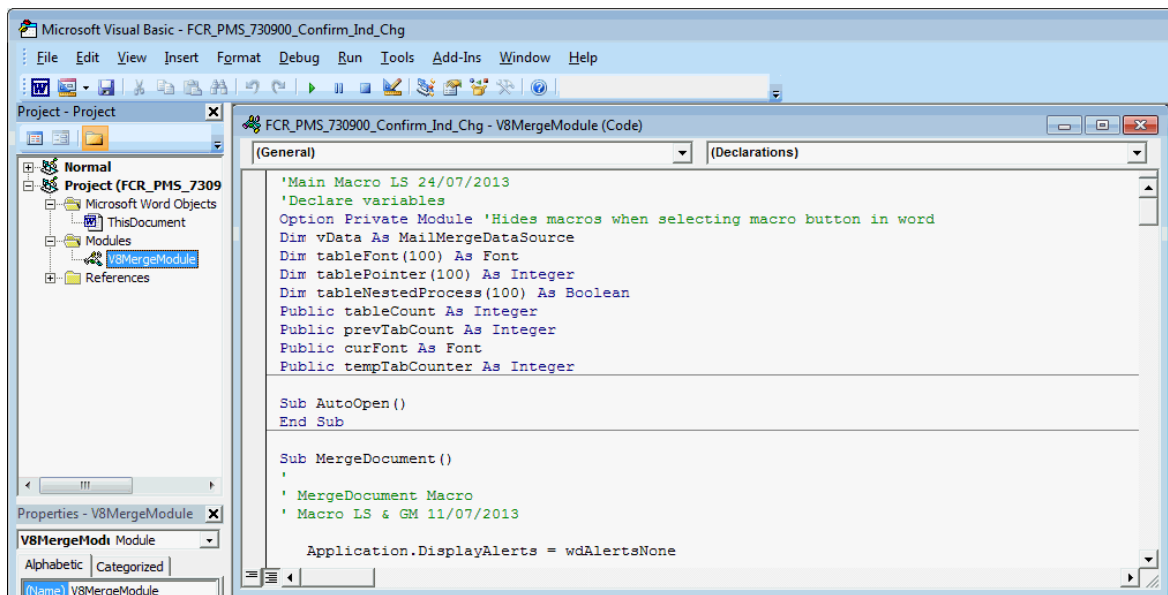 Microsoft Visual Basic - FCR_PMS_730900_Confirm_Ind_Chg
File Edit View Insert Format Debug Run Tools Add-Ins Window Help
Project - Project
Normal
Project (FCR_PMS_7309
Microsoft Word Objects
ThisDocument
Modules
V8MergeModule
References
Properties - V8MergeModule
V8MergeModu Module
Alphabetic Categorized
(Name) V8MergeModule
FCR_PMS_730900_Confirm_Ind_Chg - V8MergeModule (Code)
(General) (Declarations)
'Main Macro LS 24/07/2013
'Declare variables
Option Private Module 'Hides macros when selecting macro button in word
Dim vData As MailMergeDataSource
Dim tableFont(100) As Font
Dim tablePointer(100) As Integer
Dim tableNestedProcess(100) As Boolean
Public tableCount As Integer
Public prevTabCount As Integer
Public curFont As Font
Public tempTabCounter As Integer
Sub AutoOpen()
End Sub
Sub MergeDocument()
'
' MergeDocument Macro
' Macro LS & GM 11/07/2013
Application.DisplayAlerts = wdAlertsNone